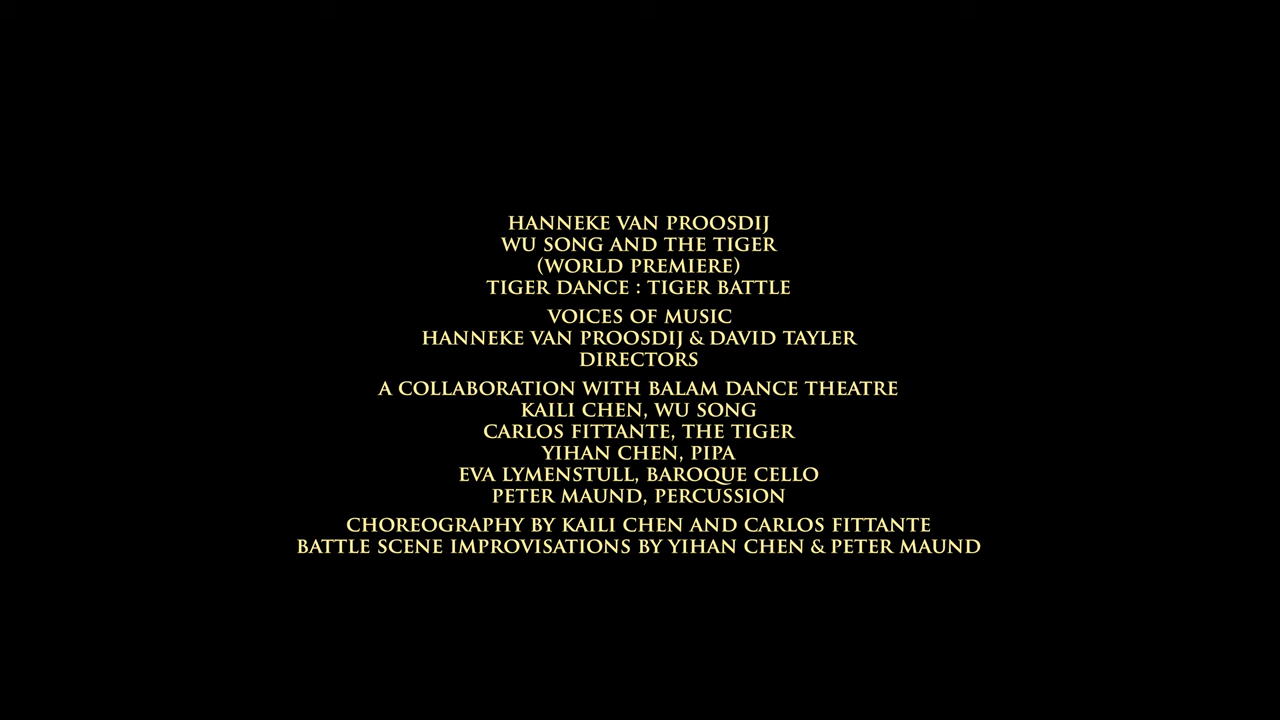 HANNEKE VAN PROOSDIJ
WU SONG AND THE TIGER
(WORLD PREMIERE)
TIGER DANCE : TIGER BATTLE
VOICES OF MUSIC
HANNEKE VAN PROOSDIJ & DAVID TAYLER
DIRECTORS
A COLLABORATION WITH BALAM DANCE THEATRE
KAILI CHEN, WU SONG
CARLOS FITTANTE, THE TIGER
YIHAN CHEN, PIPA
EVA LYMENSTULL, BAROQUE CELLO
PETER MAUND, PERCUSSION
CHOREOGRAPHY BY KAILI CHEN AND CARLOS FITTANTE
BATTLE SCENE IMPROVISATIONS BY YIHAN CHEN & PETER MAUND